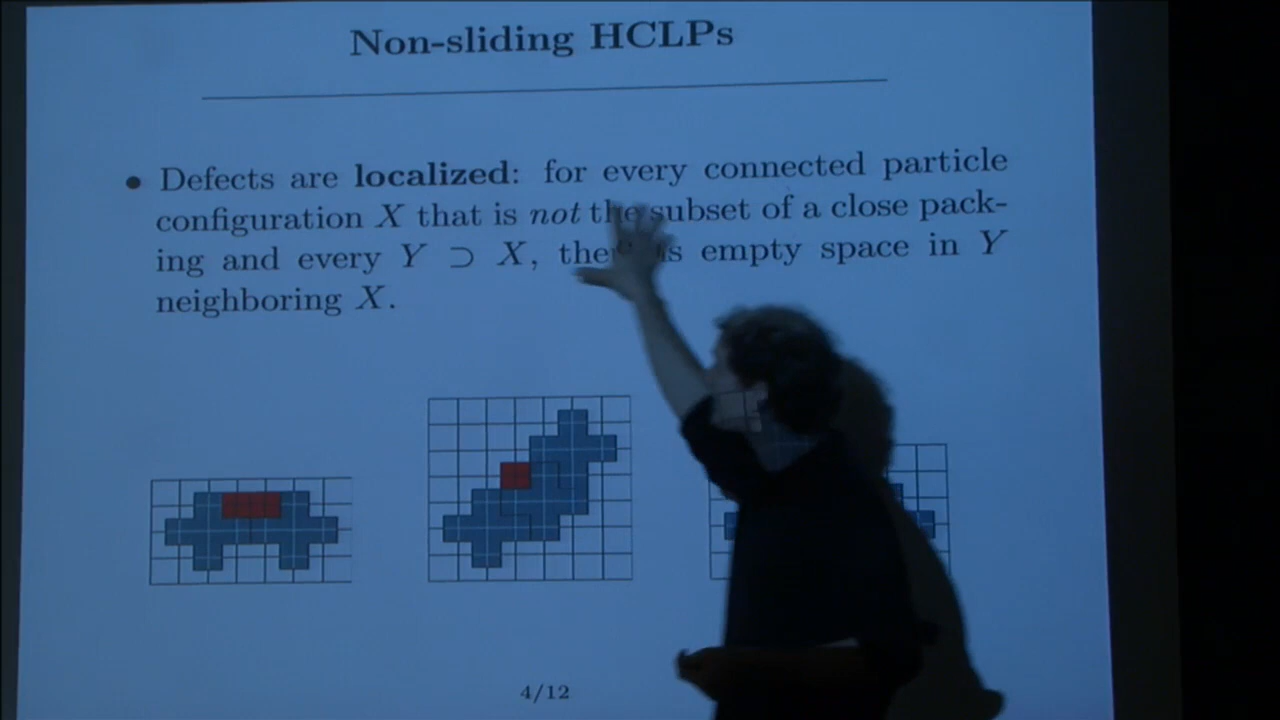 Non-sliding HCLPs
• Defects are localized: for every connected particle
configuration X that is not the subset of a close pack-
ing and every Y ⊃ X, there is empty space in Y
neighboring X.
4/12